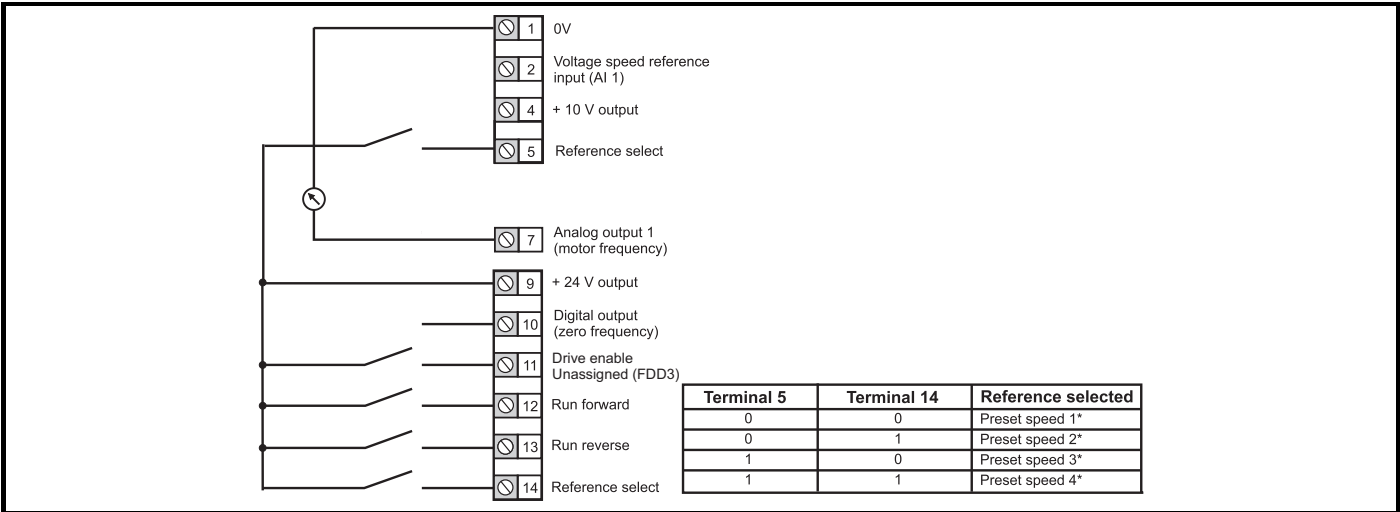 1 0V
2 Voltage speed reference
input (AI 1)
4 + 10 V output
5 Reference select
7 Analog output 1
(motor frequency)
9 + 24 V output
10 Digital output
(zero frequency)
11 Drive enable
Unassigned (FDD3)
12 Run forward
13 Run reverse
14 Reference select
Terminal 5 Terminal 14 Reference selected
0 0 Preset speed 1*
0 1 Preset speed 2*
1 0 Preset speed 3*
1 1 Preset speed 4*